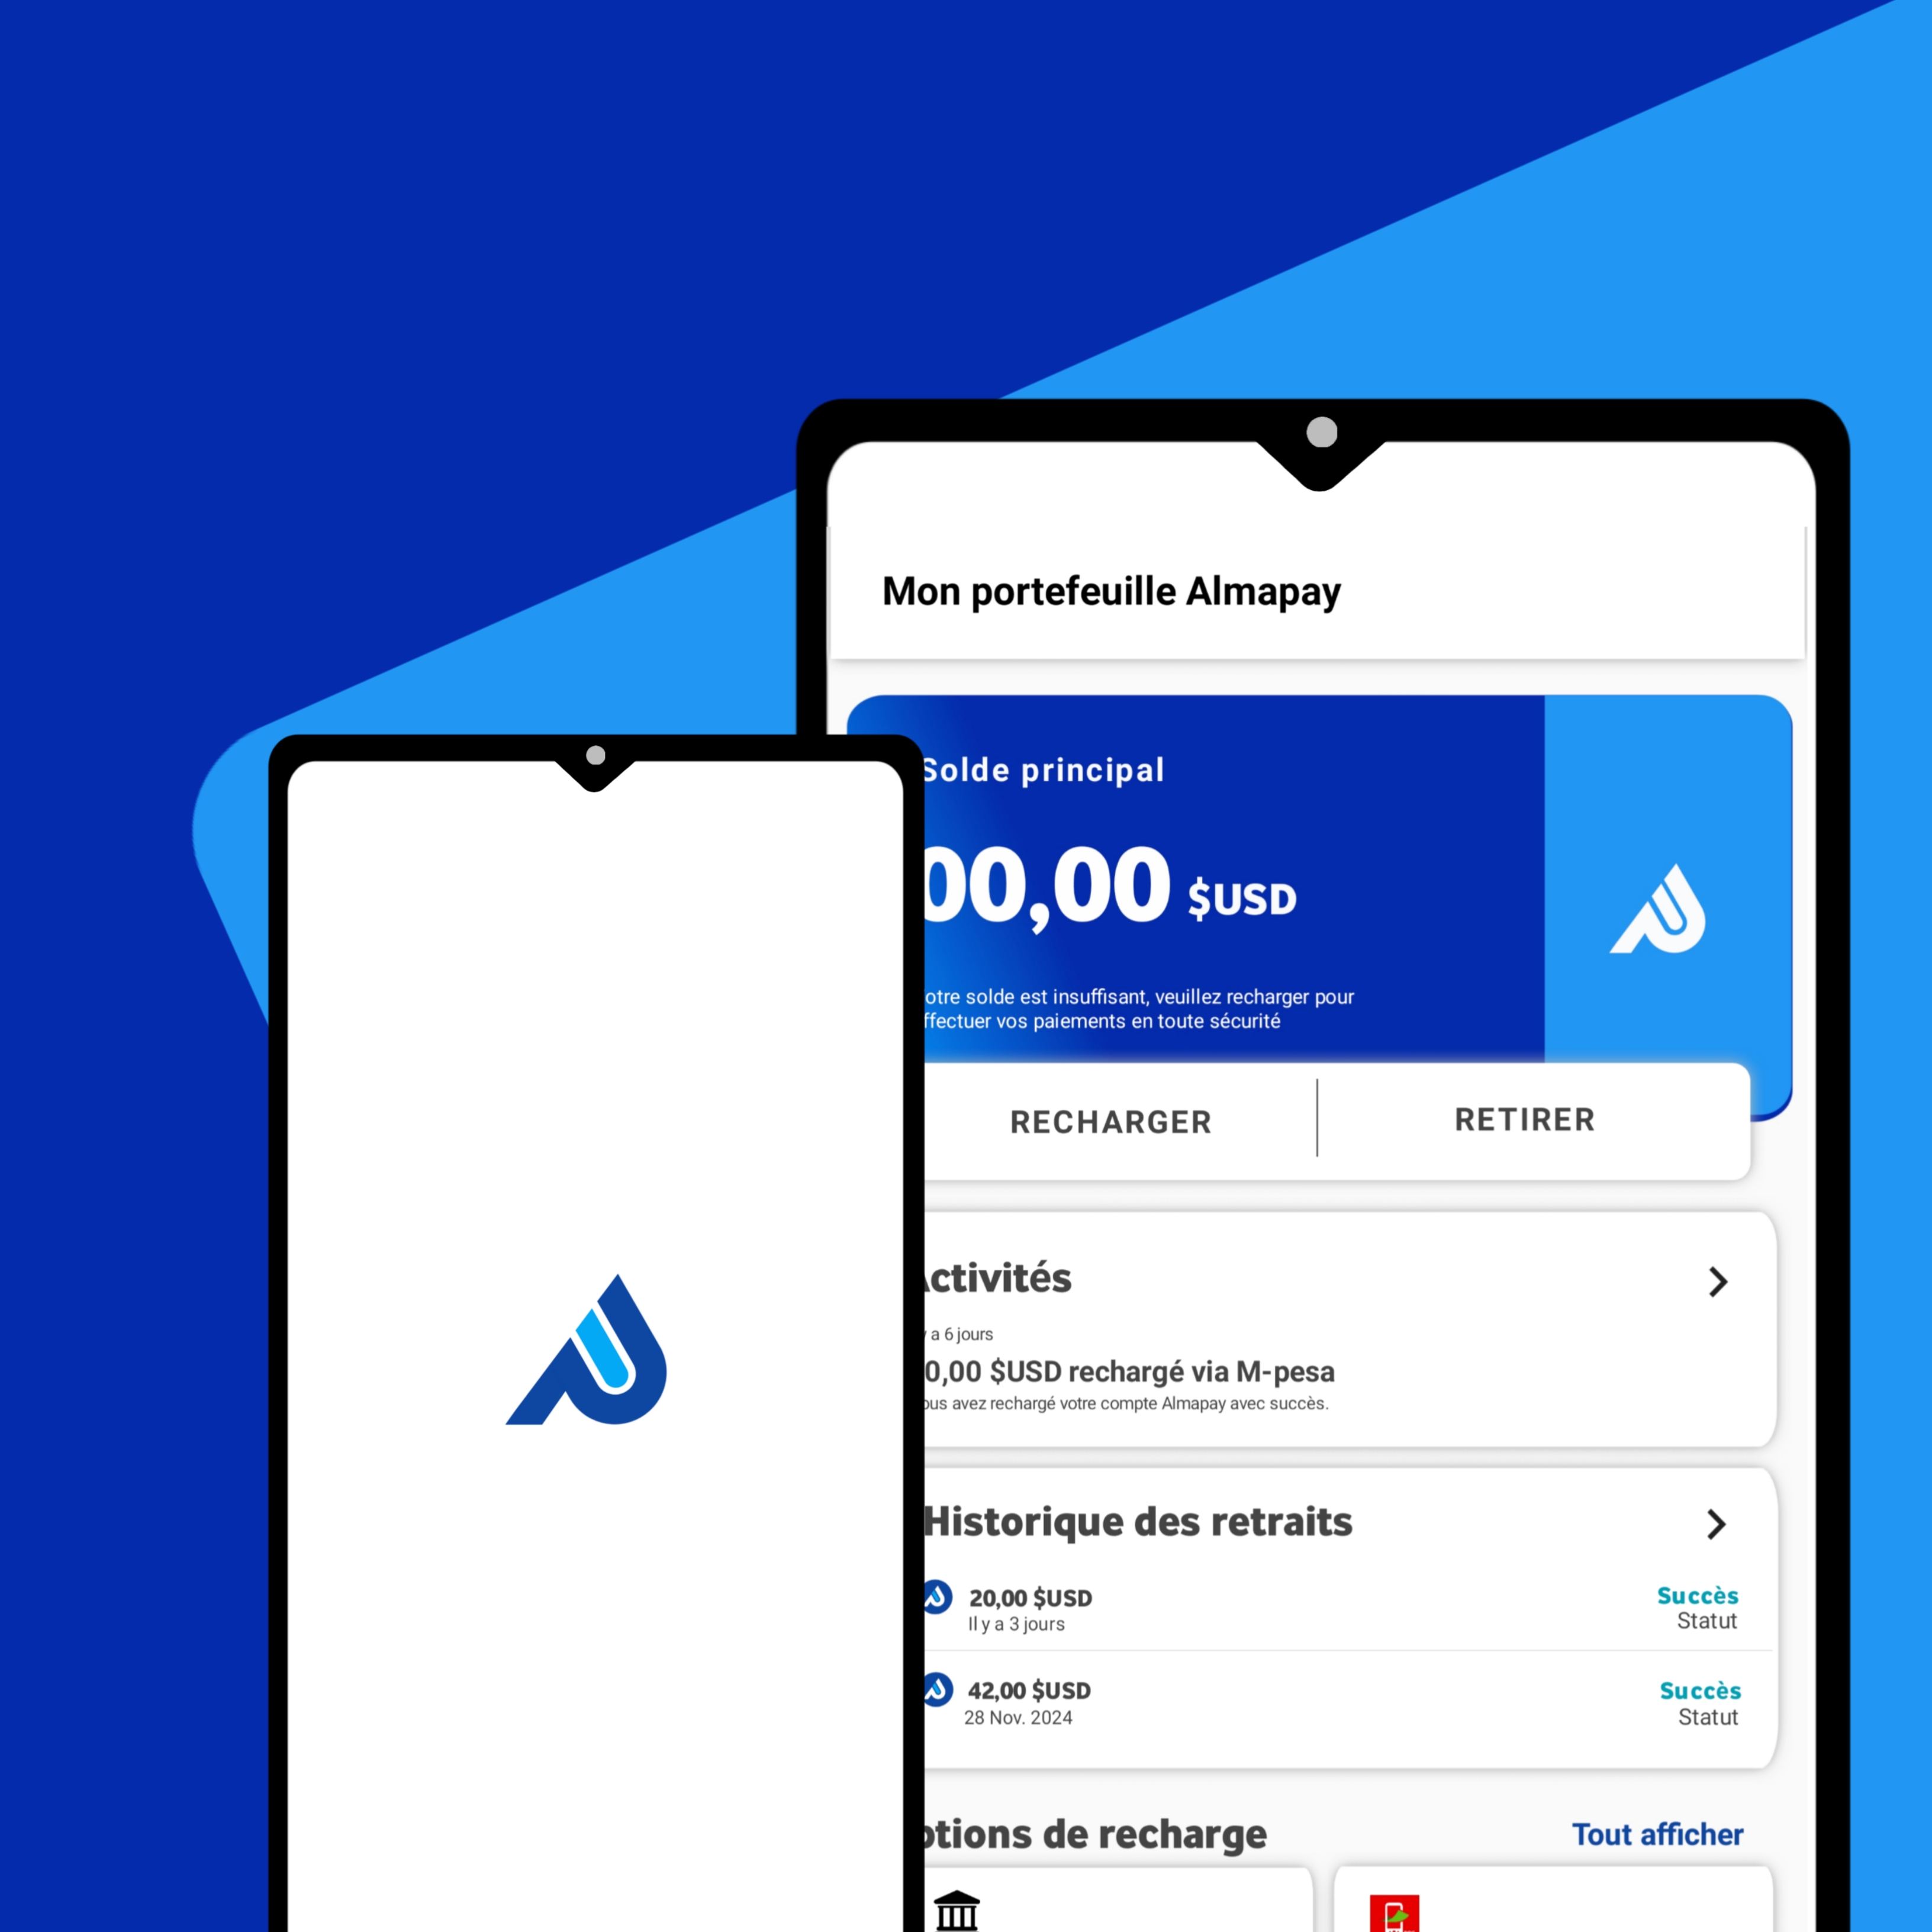 Mon portefeuille Almapay
Solde principal
00,00 $USD
otre solde est insuffisant, veuillez recharger pour
ffectuer vos paiements en toute sécurité
RECHARGER
RETIRER
ctivités
a 6 jours
0,00 $USD rechargé via M-pesa
ous avez rechargé votre compte Almapay avec succès.
Historique des retraits
20,00 $USD
Succès
Il y a 3 jours
Statut
42,00 $USD
Succès
28 Nov. 2024
Statut
otions de recharge
Tout afficher